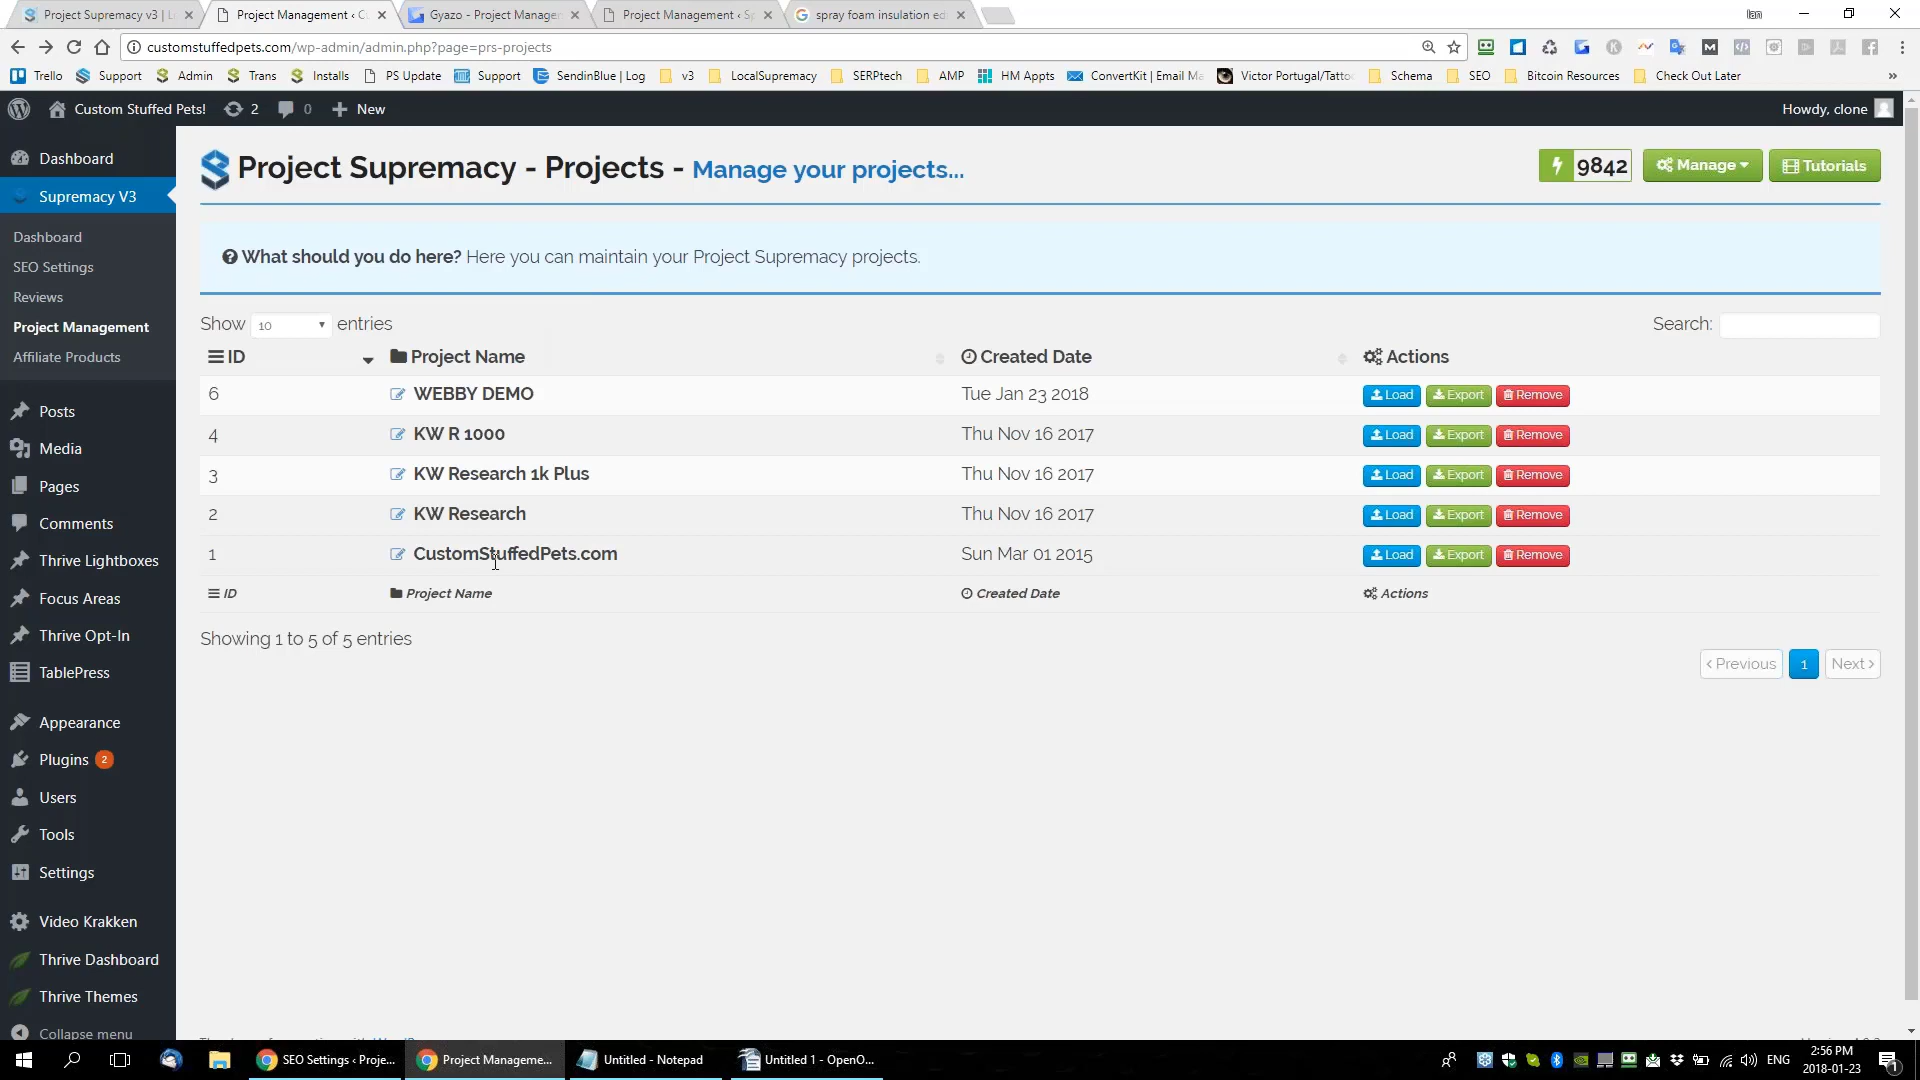 Project Supremacy v3 | L
Project Management ‹ C
Gyazo - Project Manage
Project Management ‹ S
spray foam insulation ed
Ian
customstuffedpets.com/wp-admin/admin.php?page=prs-projects
Trello
Support
Admin
Trans
Installs
PS Update
Support
SendinBlue | Log
v3
LocalSupremacy
SERPtech
AMP
HM Appts
ConvertKit | Email Ma
Victor Portugal/Tatto
Schema
SEO
Bitcoin Resources
Check Out Later
»
Custom Stuffed Pets!
2
0
New
Howdy, clone
Dashboard
Supremacy V3
Dashboard
SEO Settings
Reviews
Project Management
Affiliate Products
Posts
Media
Pages
Comments
Thrive Lightboxes
Focus Areas
Thrive Opt-In
TablePress
Appearance
Plugins 2
Users
Tools
Settings
Video Krakken
Thrive Dashboard
Thrive Themes
Collapse menu
Project Supremacy - Projects - Manage your projects...
9842
Manage
Tutorials
What should you do here? Here you can maintain your Project Supremacy projects.
Show 10 entries
Search:
ID Project Name Created Date Actions
6 WEBBY DEMO Tue Jan 23 2018 Load Export Remove
4 KW R 1000 Thu Nov 16 2017 Load Export Remove
3 KW Research 1k Plus Thu Nov 16 2017 Load Export Remove
2 KW Research Thu Nov 16 2017 Load Export Remove
1 CustomStuffedPets.com Sun Mar 01 2015 Load Export Remove
ID Project Name Created Date Actions
Showing 1 to 5 of 5 entries
‹ Previous 1 Next ›
SEO Settings ‹ Proje...
Project Manageme...
Untitled - Notepad
Untitled 1 - OpenO...
ENG
2:56 PM
2018-01-23
1